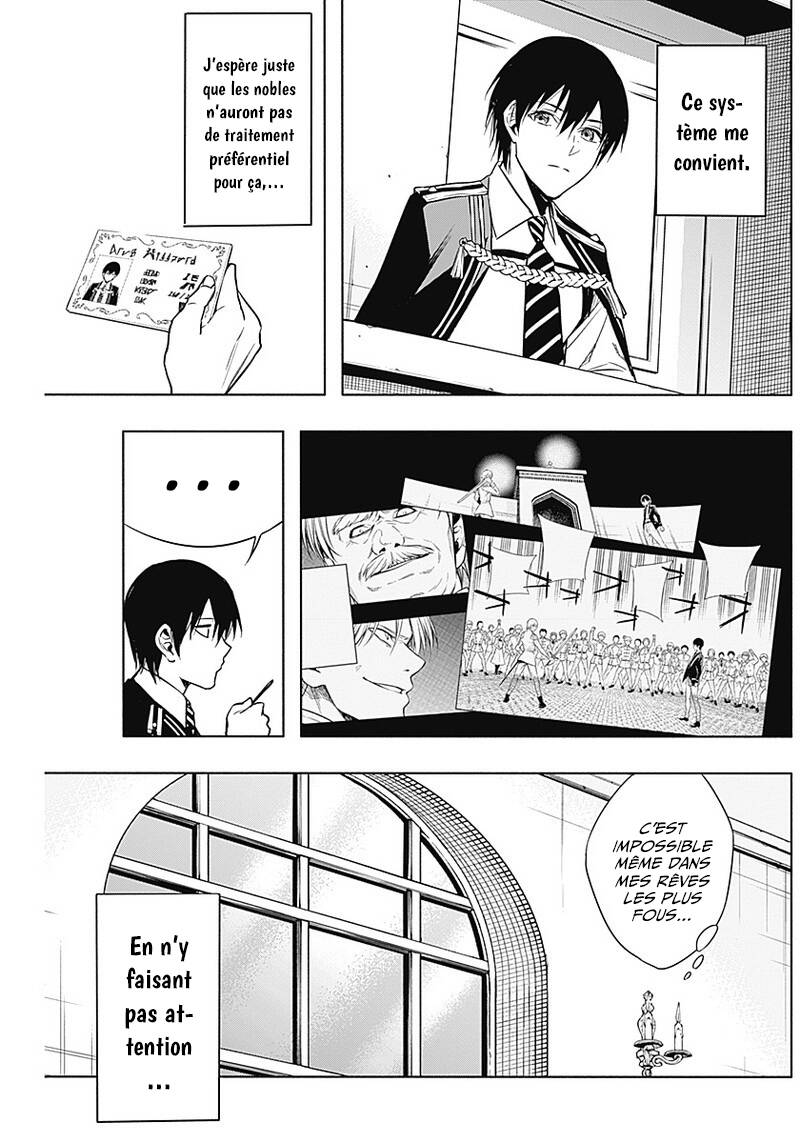 Ce sys-
tème me
convient.
J'espère juste
que les nobles
n'auront pas
de traitement
préférentiel
pour ça,...
...
C'EST
IMPOSSIBLE
MÊME DANS
MES RÊVES
LES PLUS
FOUS...
En n'y
faisant
pas at-
tention
...